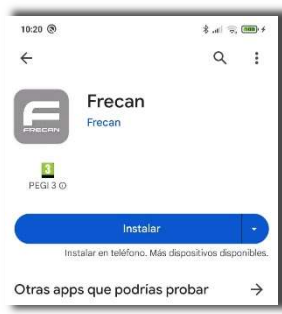 10:20
Frecan
Frecan
FRECAN
3
PEGI 3
Instalar
Instalar en teléfono. Más dispositivos disponibles.
Otras apps que podrías probar